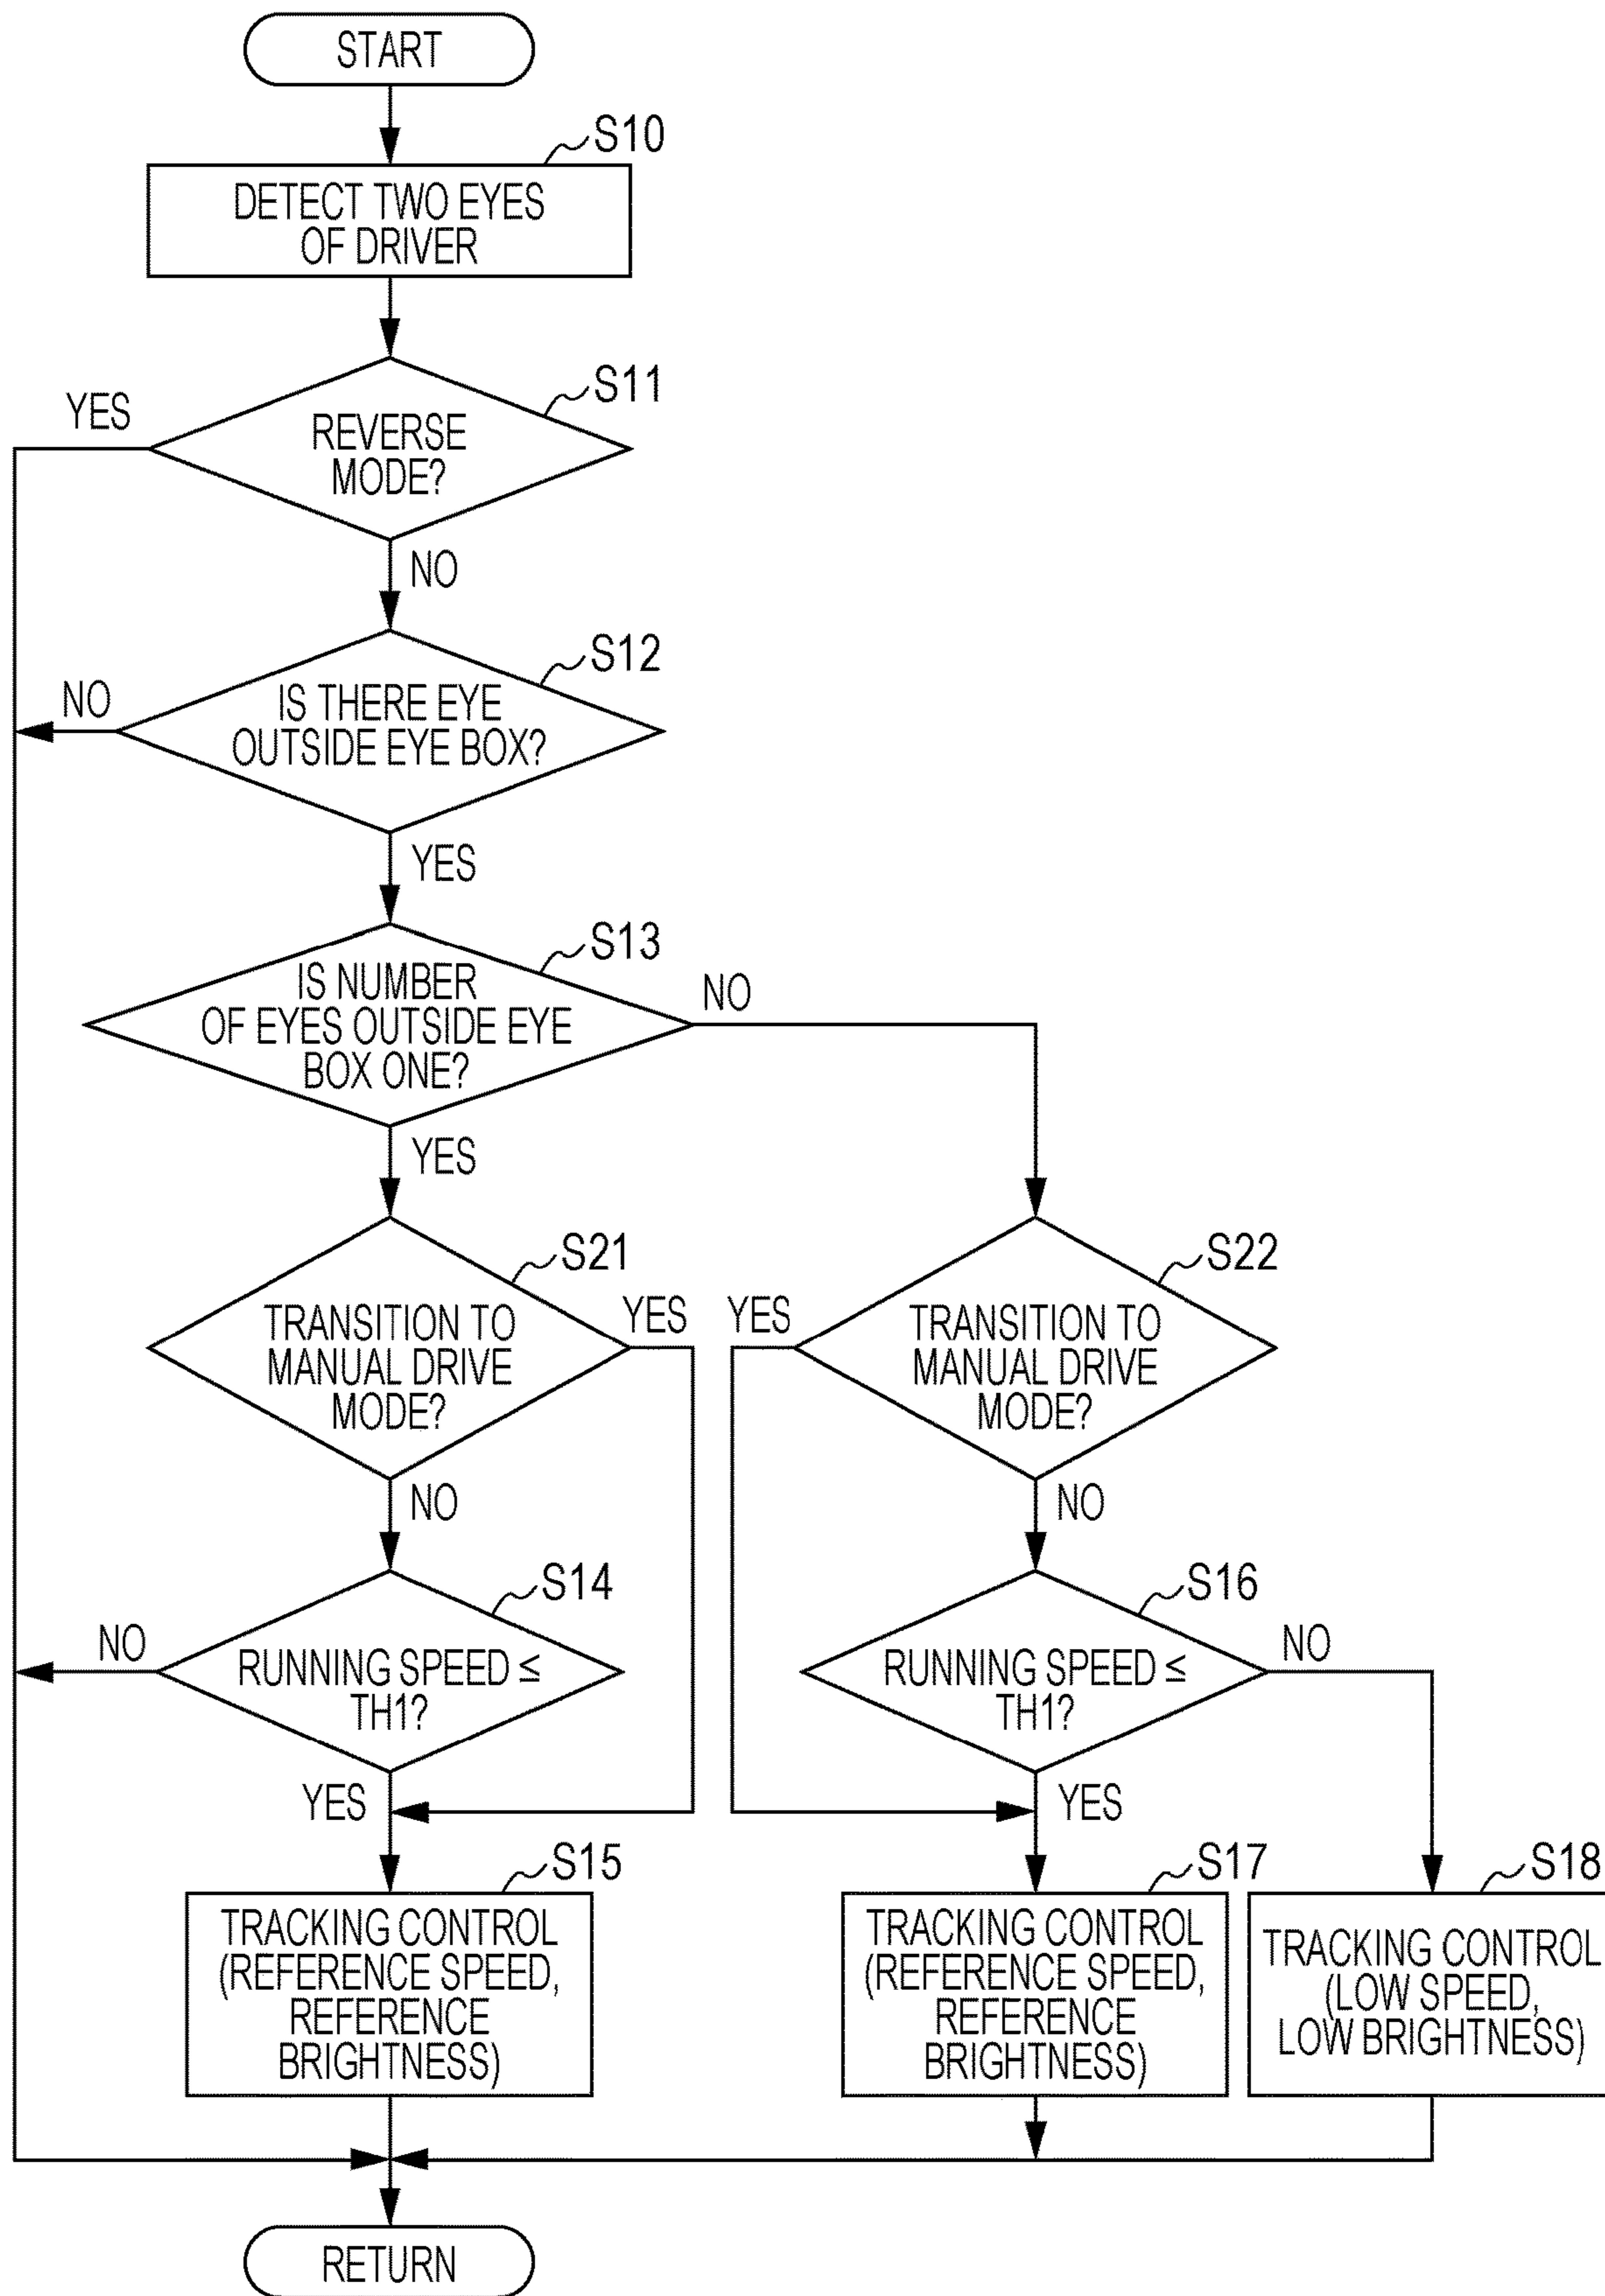 START
S10
DETECT TWO EYES
OF DRIVER
S11
YES
REVERSE
MODE?
NO
S12
NO
IS THERE EYE
OUTSIDE EYE BOX?
YES
S13
IS NUMBER
OF EYES OUTSIDE EYE
BOX ONE?
NO
YES
S21
TRANSITION TO
MANUAL DRIVE
MODE?
YES
NO
S22
YES
TRANSITION TO
MANUAL DRIVE
MODE?
NO
S14
NO
RUNNING SPEED ≤
TH1?
YES
S16
RUNNING SPEED ≤
TH1?
NO
YES
S15
TRACKING CONTROL
(REFERENCE SPEED,
REFERENCE
BRIGHTNESS)
S17
TRACKING CONTROL
(REFERENCE SPEED,
REFERENCE
BRIGHTNESS)
S18
TRACKING CONTROL
(LOW SPEED,
LOW BRIGHTNESS)
RETURN